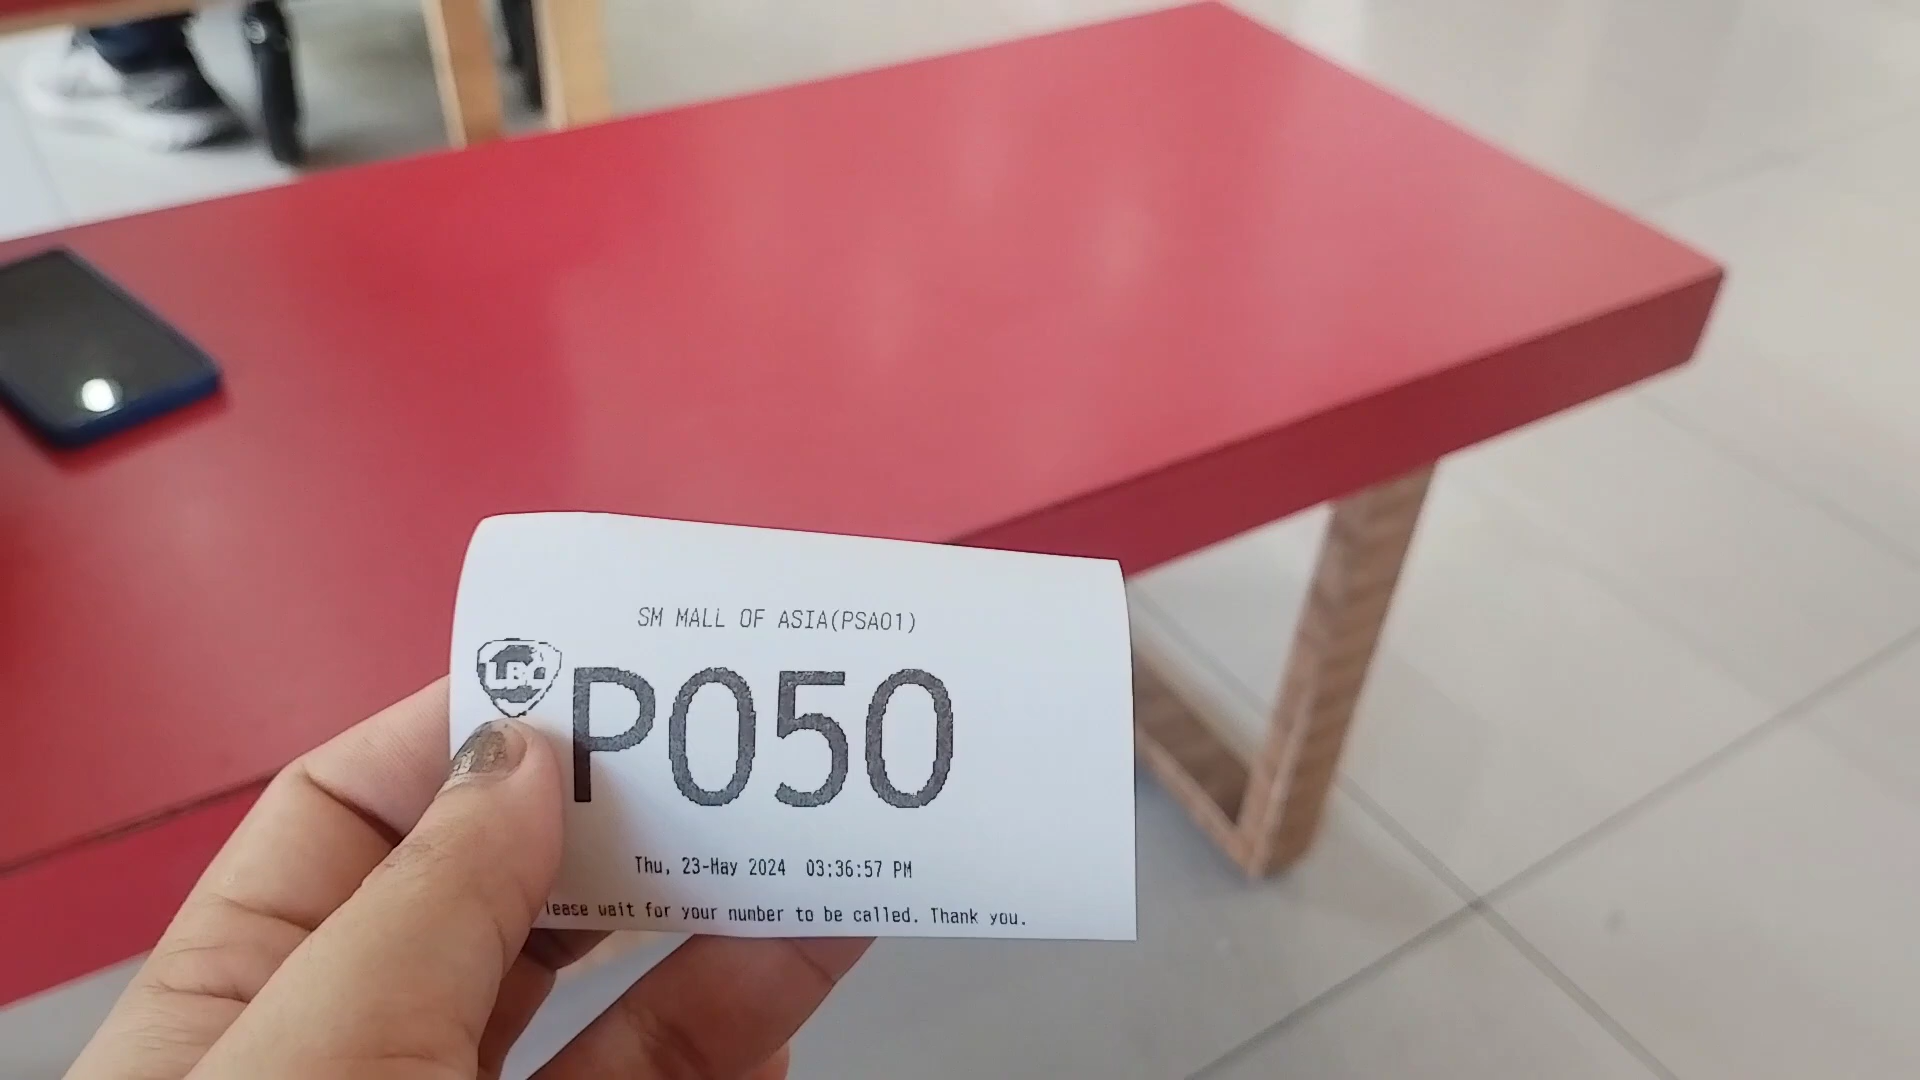 SM MALL OF ASIA(PSA01)
LBC
P050
Thu, 23-May 2024 03:36:57 PM
lease wait for your number to be called. Thank you.